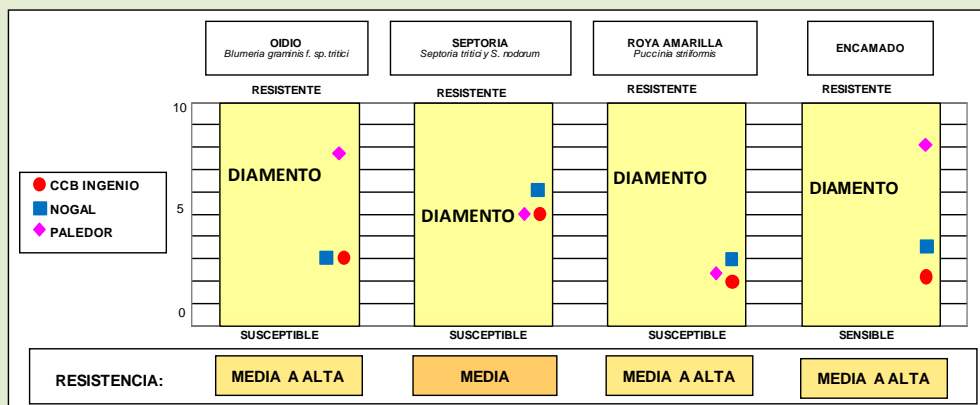 OIDIO
Blumeria graminis f. sp. tritici
SEPTORIA
Septoria tritici y S. nodorum
ROYA AMARILLA
Puccinia striiformis
ENCAMADO
RESISTENTE
RESISTENTE
RESISTENTE
RESISTENTE
10
5
0
CCB INGENIO
NOGAL
PALEDOR
DIAMENTO
DIAMENTO
DIAMENTO
DIAMENTO
SUSCEPTIBLE
SUSCEPTIBLE
SUSCEPTIBLE
SENSIBLE
RESISTENCIA:
MEDIA A ALTA
MEDIA
MEDIA A ALTA
MEDIA A ALTA